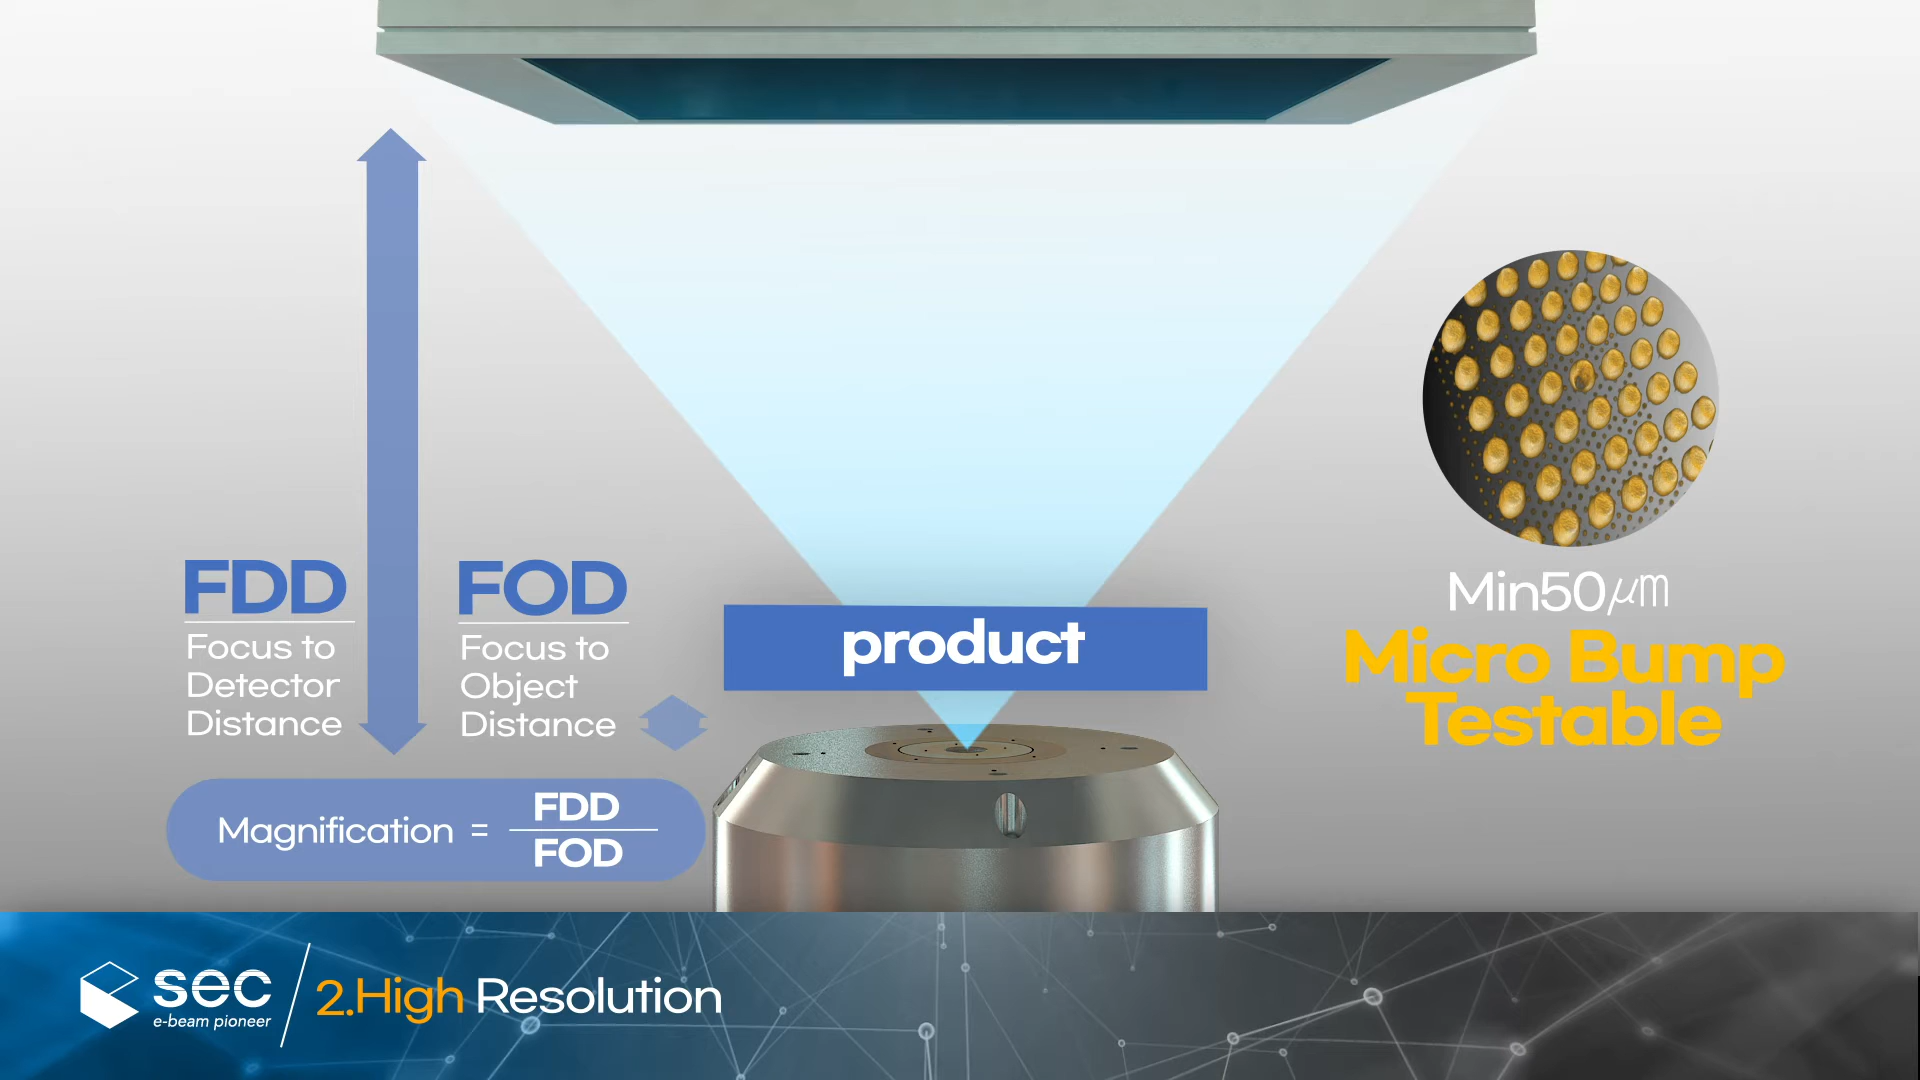 FDD
Focus to
Detector
Distance
FOD
Focus to
Object
Distance
product
Min50μm
Micro Bump
Testable
Magnification = FDD
FOD
sec
e-beam pioneer
2.High Resolution